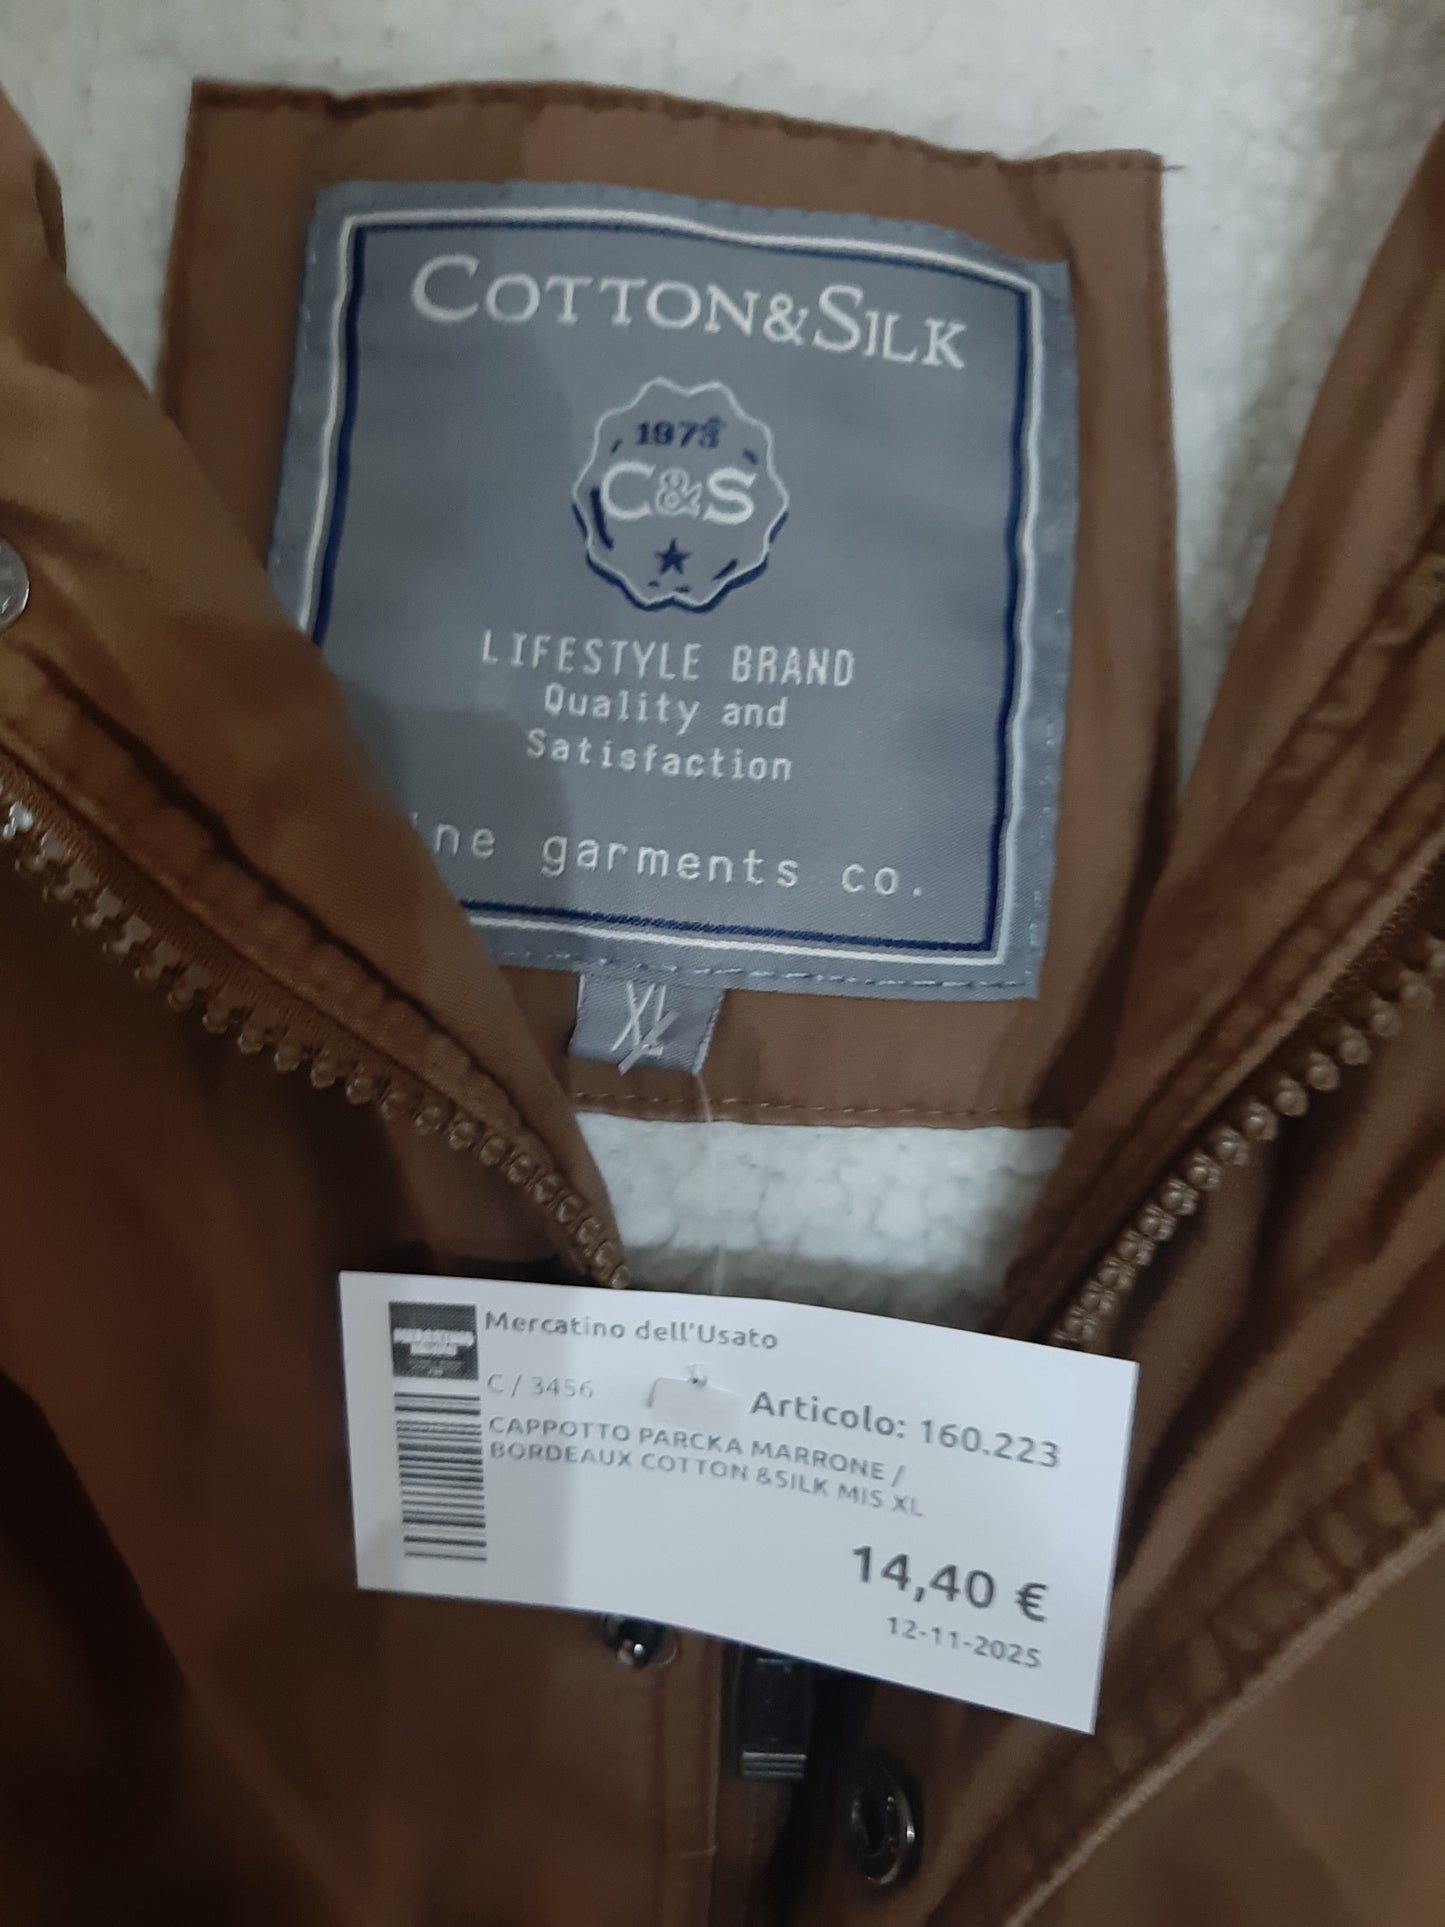 COTTON&SILK
1973
C&S
LIFESTYLE BRAND
Quality and
Satisfaction
ine garments co.
XL
Mercatino dell'Usato
C / 3456
Articolo: 160.223
CAPPOTTO PARCKA MARRONE /
BORDEAUX COTTON &SILK MIS XL
14,40 €
12-11-2025